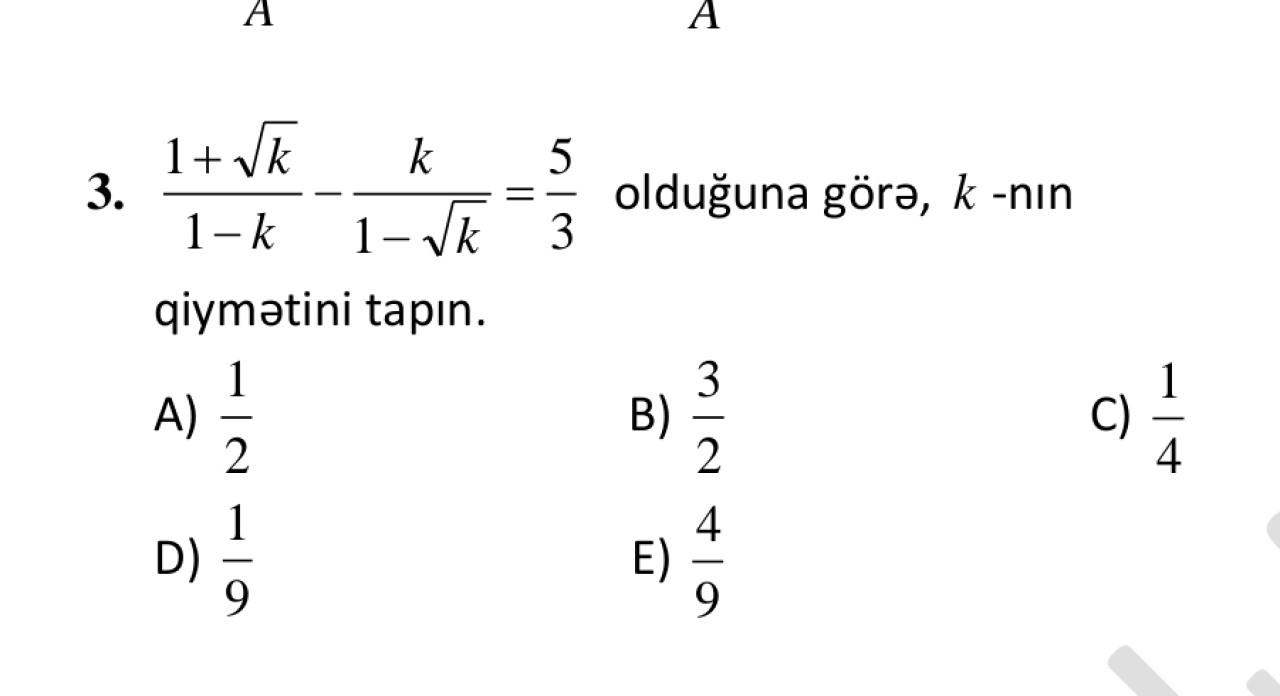 A A
3. \frac{1+\sqrt{k}}{1-k} - \frac{k}{1-\sqrt{k}} = \frac{5}{3} olduğuna görə, k -nın
qiymətini tapın.
A) \frac{1}{2} B) \frac{3}{2} C) \frac{1}{4}
D) \frac{1}{9} E) \frac{4}{9}